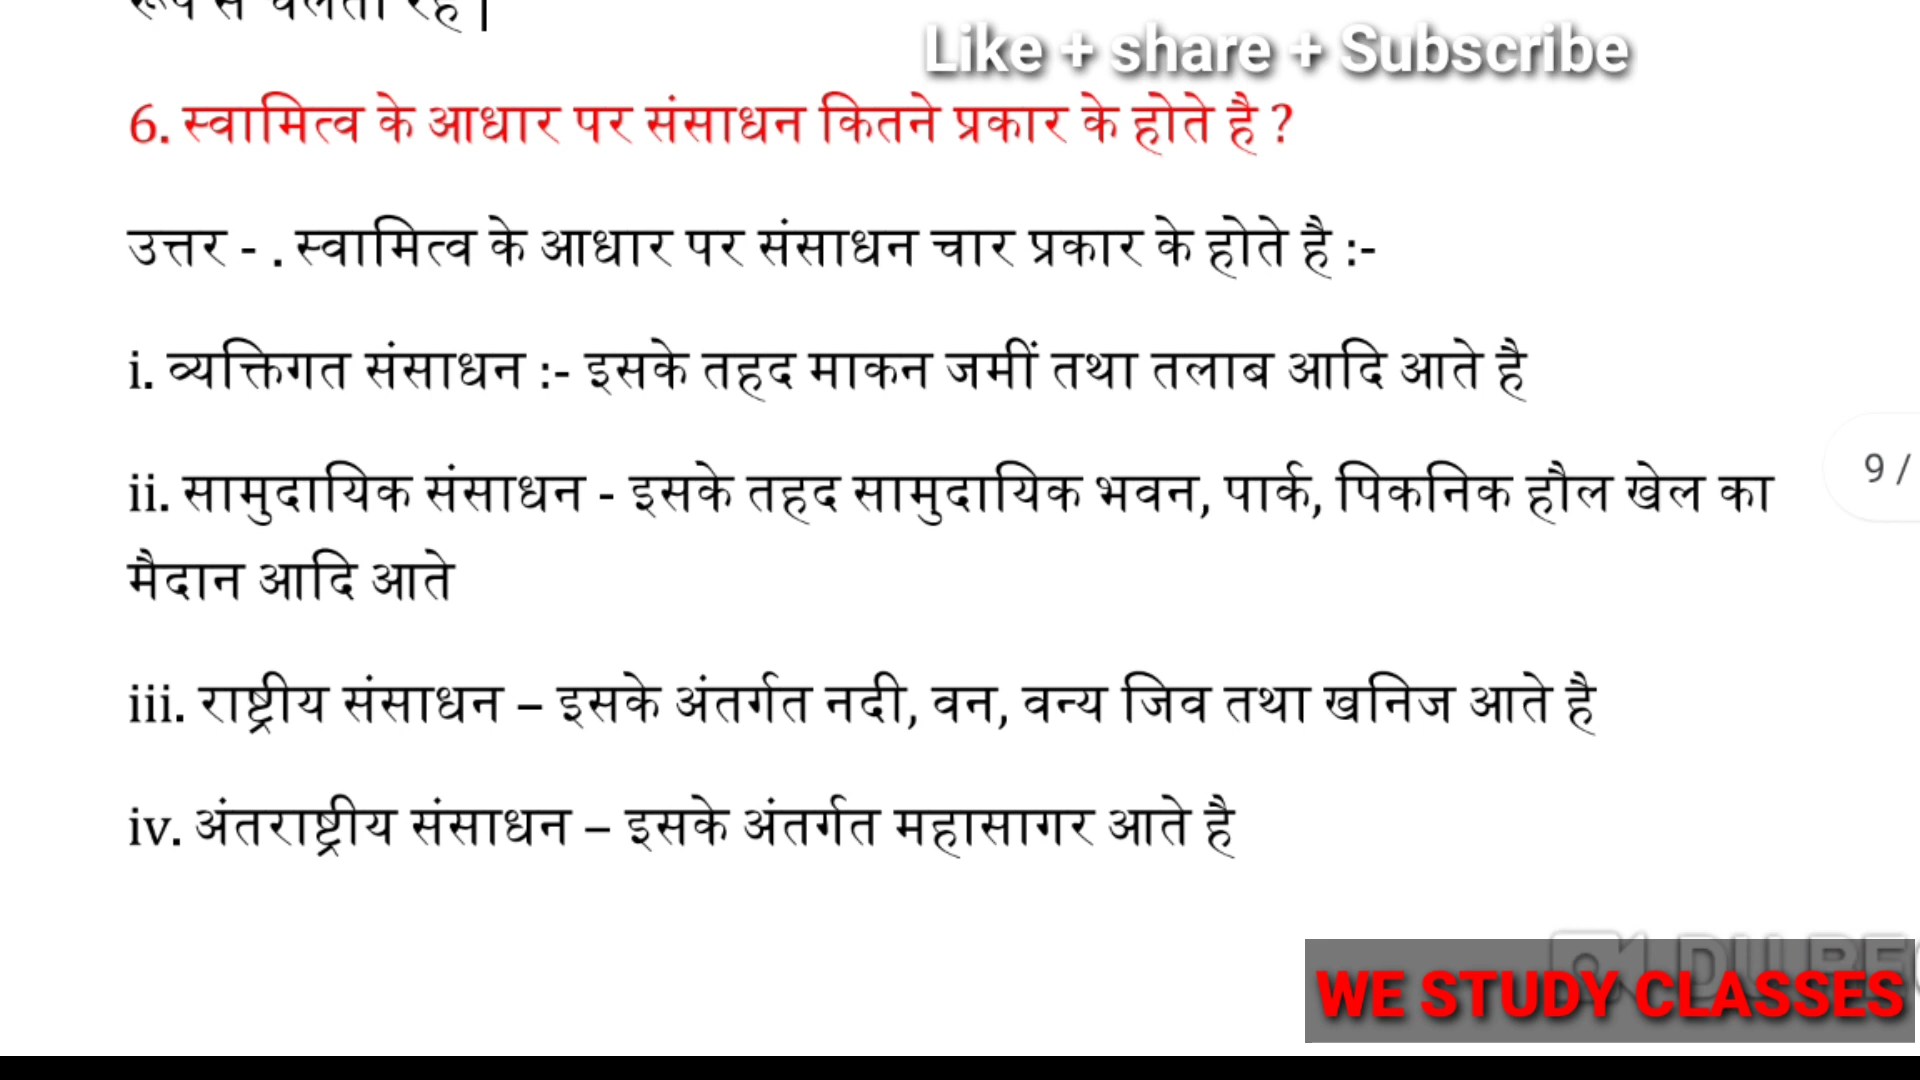 रूप से चलता रहे |
Like + share + Subscribe
6. स्वामित्व के आधार पर संसाधन कितने प्रकार के होते है ?
उत्तर - . स्वामित्व के आधार पर संसाधन चार प्रकार के होते है :-
i. व्यक्तिगत संसाधन :- इसके तहद माकन जमीं तथा तलाब आदि आते है
ii. सामुदायिक संसाधन - इसके तहद सामुदायिक भवन, पार्क, पिकनिक हौल खेल का
9 /
मैदान आदि आते
iii. राष्ट्रीय संसाधन – इसके अंतर्गत नदी, वन, वन्य जिव तथा खनिज आते है
iv. अंतराष्ट्रीय संसाधन – इसके अंतर्गत महासागर आते है
WE STUDY CLASSES